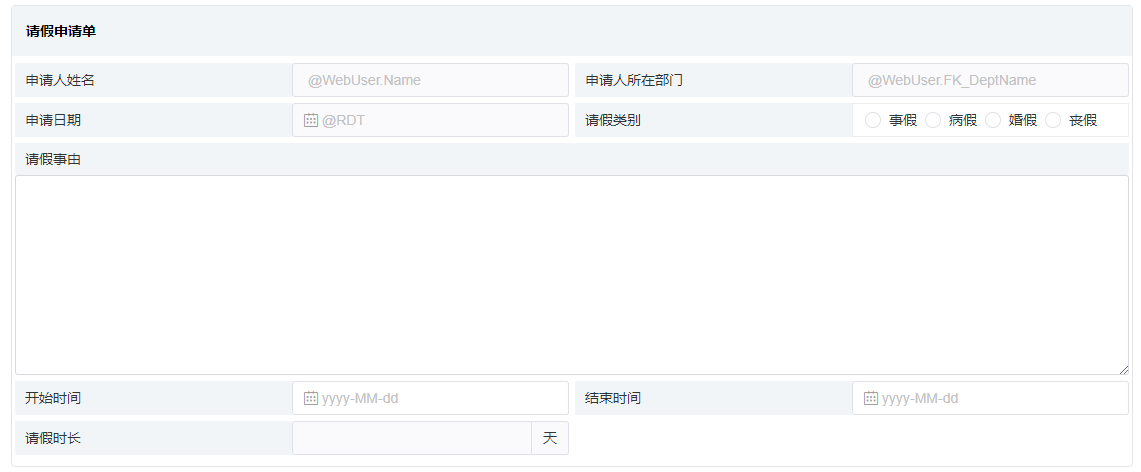 请假申请单
申请人姓名 @WebUser.Name 申请人所在部门 @WebUser.FK_DeptName
申请日期 @RDT 请假类别 事假 病假 婚假 丧假
请假事由
开始时间 yyyy-MM-dd 结束时间 yyyy-MM-dd
请假时长 天